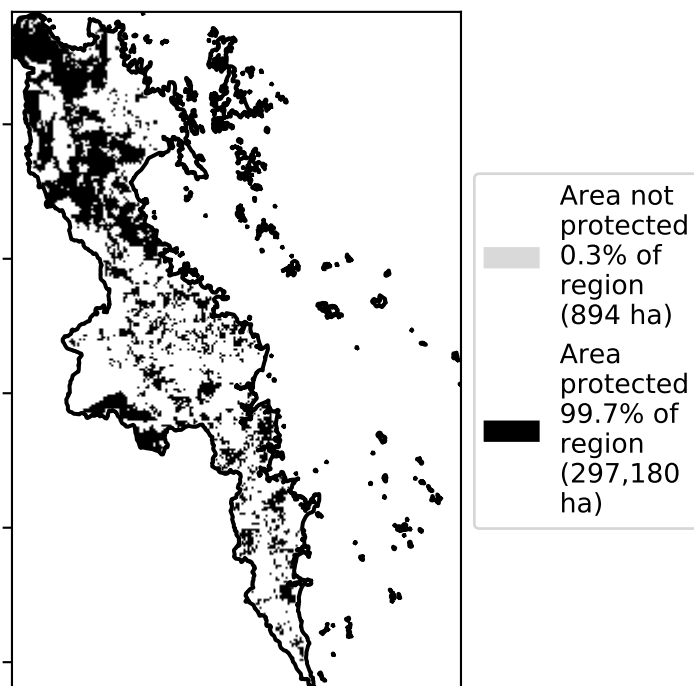 Area not
protected
0.3% of
region
(894 ha)
Area
protected
99.7% of
region
(297,180
ha)